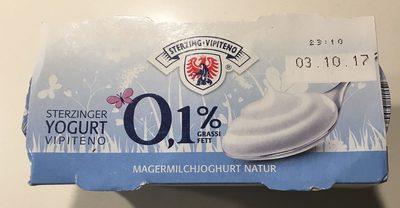 STERZING - VIPITENO
23:10
03.10.17
STERZINGER
YOGURT
VIPITENO
0,1%
GRASSI
FETT
MAGERMILCHJOGHURT NATUR